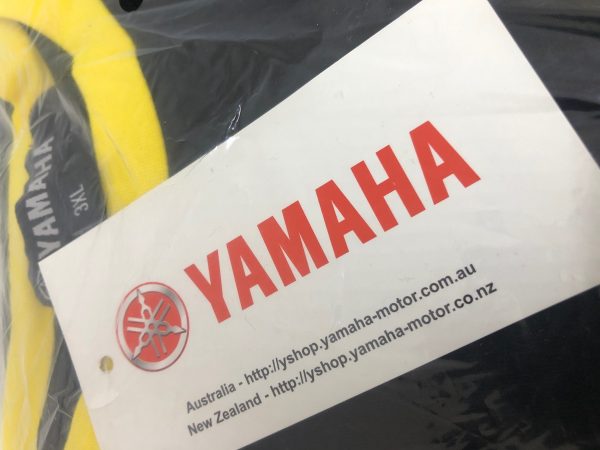 YAMAHA
3XL
YAMAHA
Australia - http://yshop.yamaha-motor.com.au
New Zealand - http://yshop.yamaha-motor.co.nz